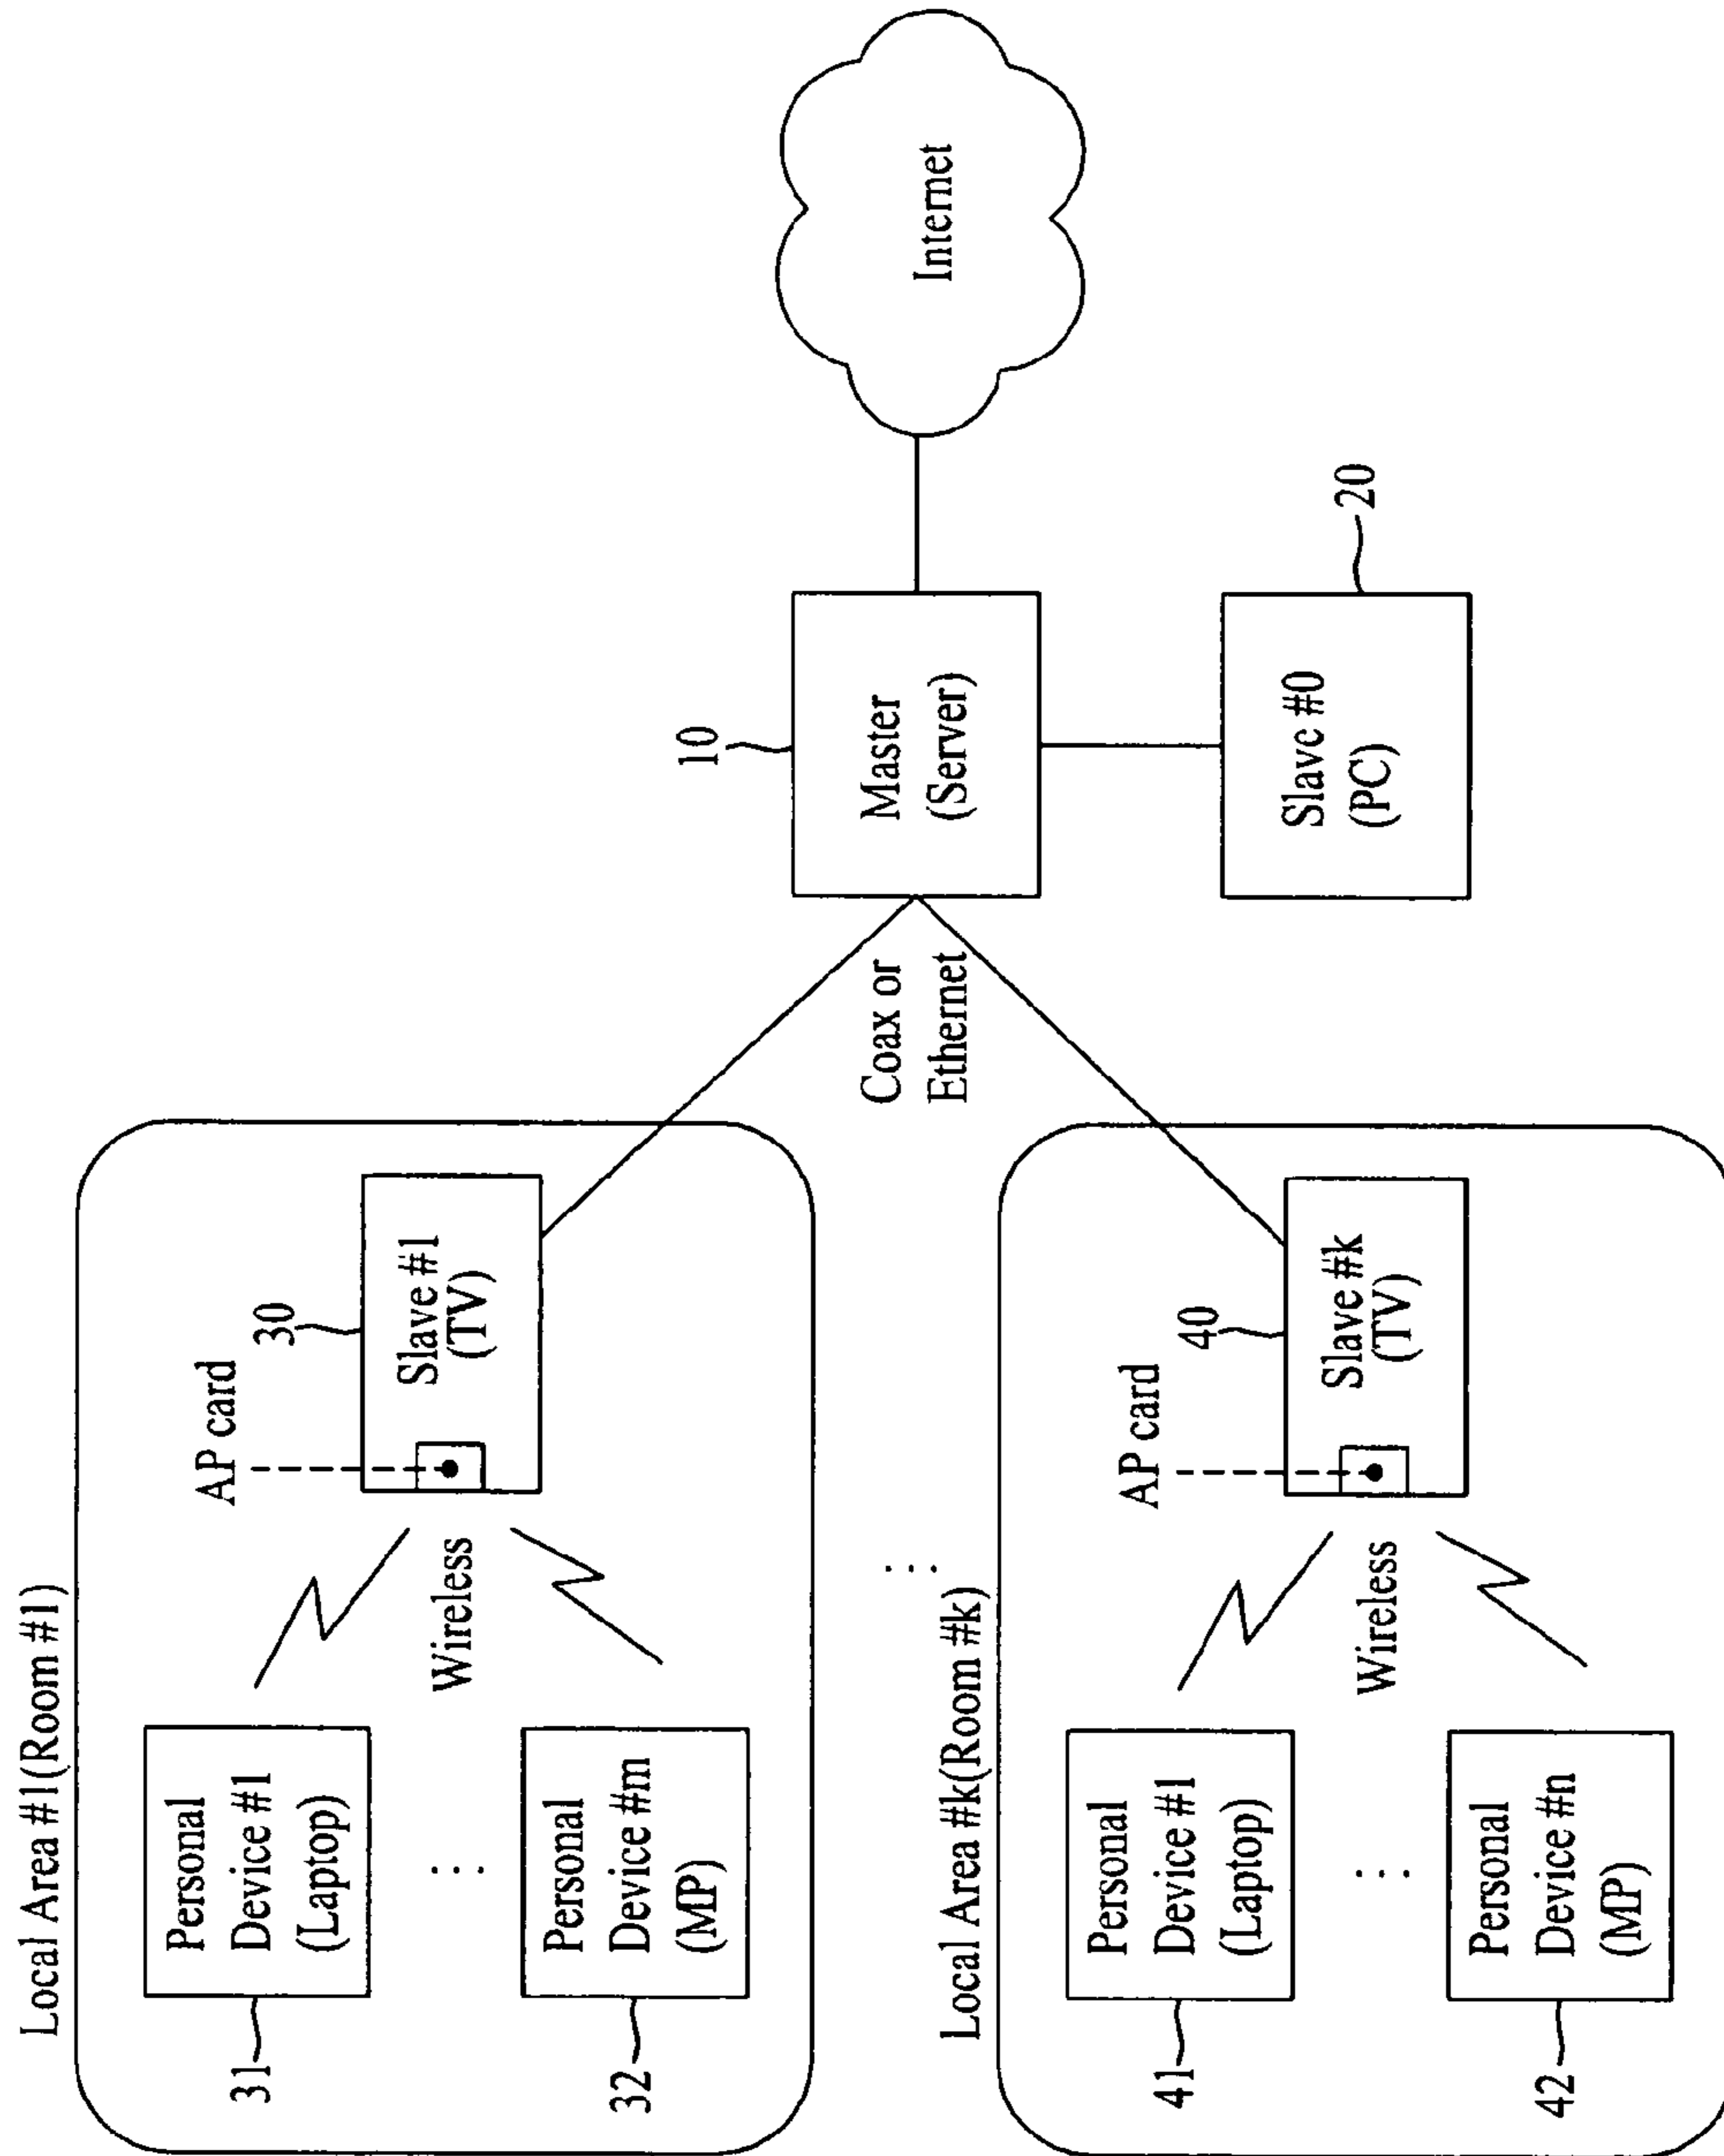 Local Area #1(Room #1)
31
Personal
Device #1
(Laptop)
⋮
32
Personal
Device #m
(MP)
Wireless
AP card
30
Slave #1
(TV)
⋮
Local Area #k(Room #k)
41
Personal
Device #1
(Laptop)
⋮
42
Personal
Device #n
(MP)
Wireless
AP card
40
Slave #k
(TV)
Coax or
Ethernet
10
Master
(Server)
20
Slave #0
(PC)
Internet